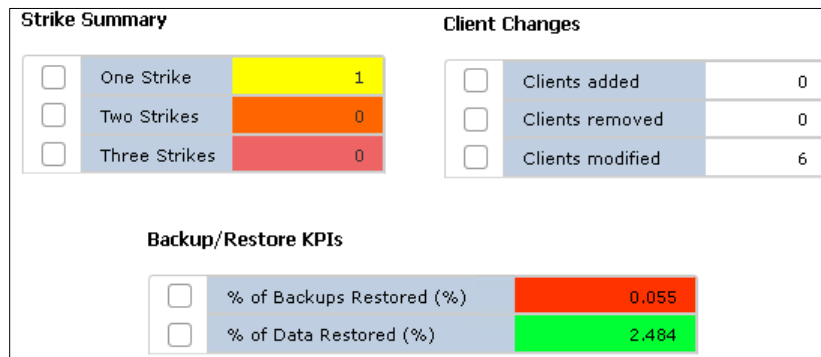 Strike Summary
One Strike 1
Two Strikes 0
Three Strikes 0
Client Changes
Clients added 0
Clients removed 0
Clients modified 6
Backup/Restore KPIs
% of Backups Restored (%) 0.055
% of Data Restored (%) 2.484